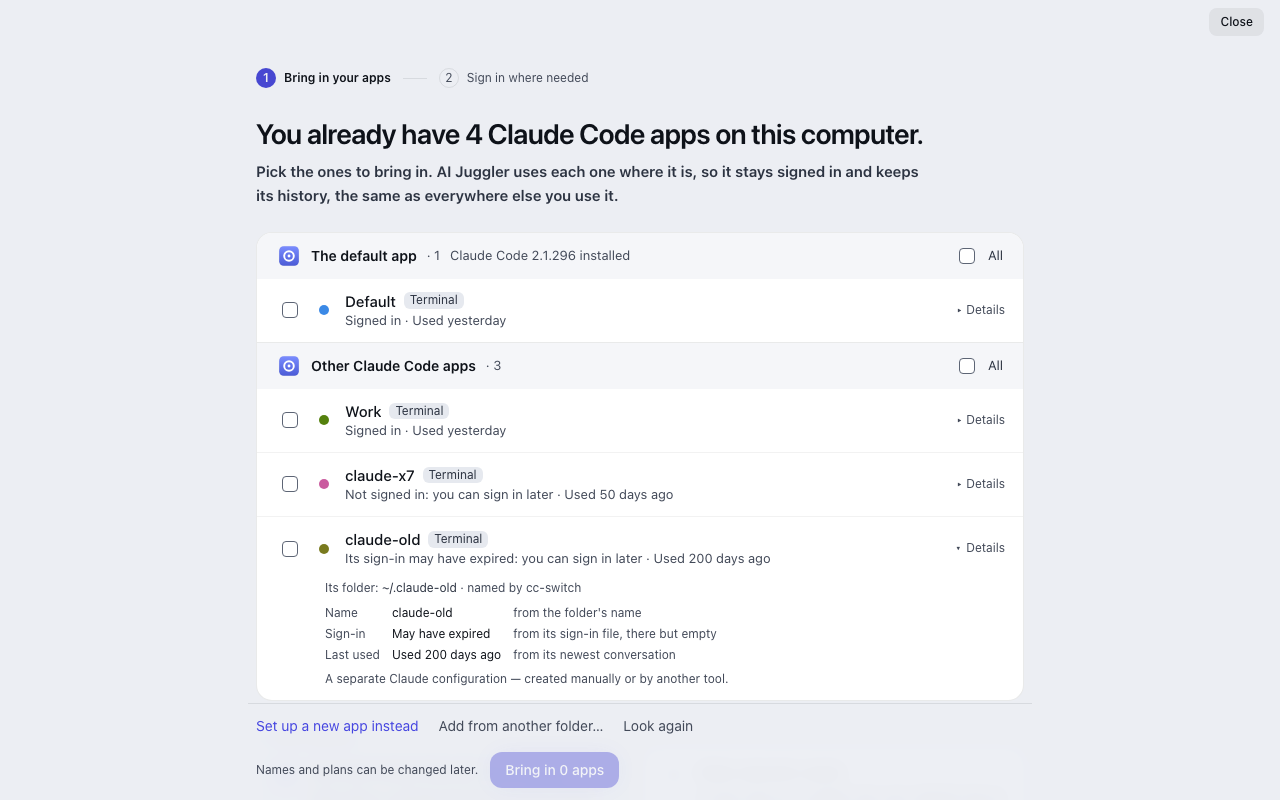 Close
1 Bring in your apps 2 Sign in where needed
You already have 4 Claude Code apps on this computer.
Pick the ones to bring in. AI Juggler uses each one where it is, so it stays signed in and keeps
its history, the same as everywhere else you use it.
The default app · 1 Claude Code 2.1.296 installed All
Default Terminal
Signed in · Used yesterday
Details
Other Claude Code apps · 3 All
Work Terminal
Signed in · Used yesterday
Details
claude-x7 Terminal
Not signed in: you can sign in later · Used 50 days ago
Details
claude-old Terminal
Its sign-in may have expired: you can sign in later · Used 200 days ago
Details
Its folder: ~/.claude-old · named by cc-switch
Name claude-old from the folder's name
Sign-in May have expired from its sign-in file, there but empty
Last used Used 200 days ago from its newest conversation
A separate Claude configuration — created manually or by another tool.
Set up a new app instead Add from another folder... Look again
Names and plans can be changed later. Bring in 0 apps